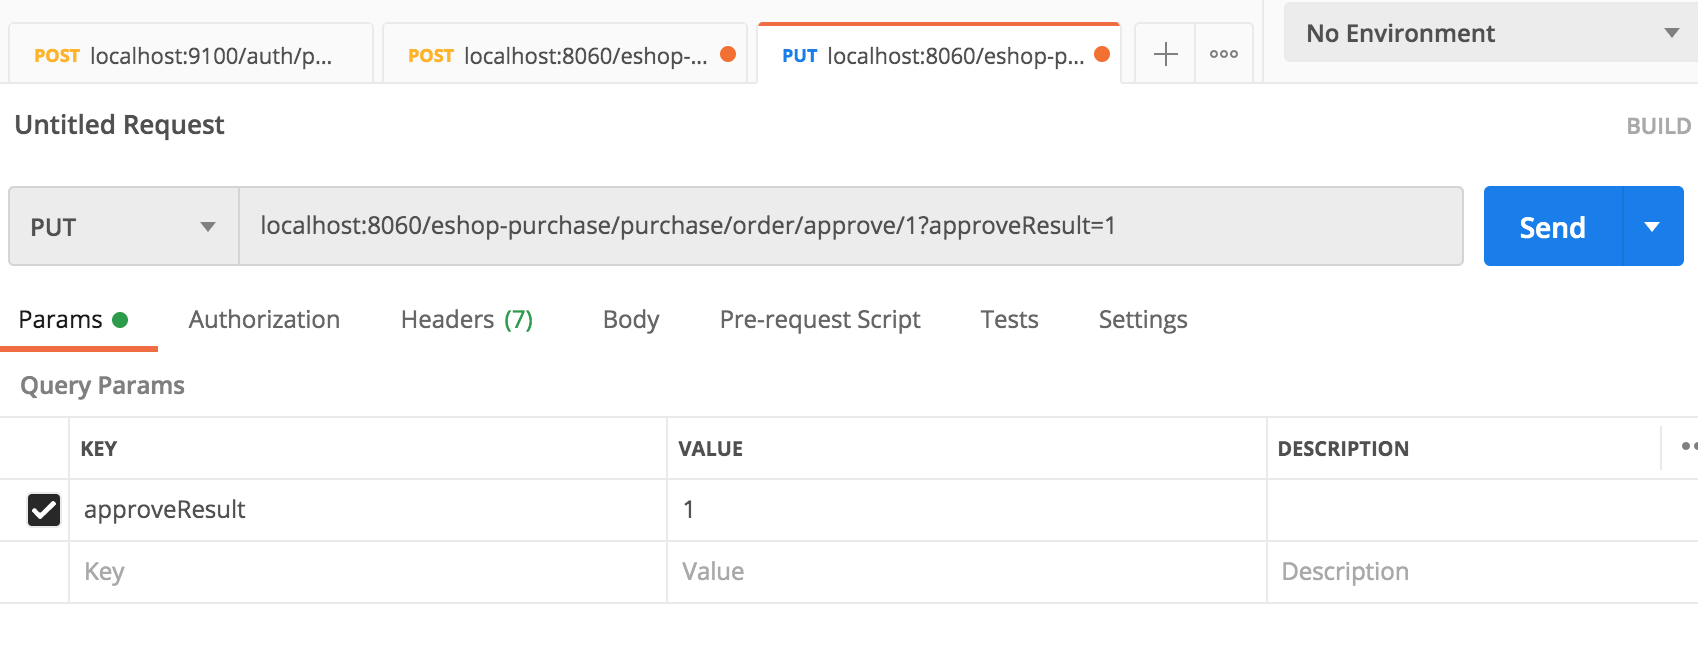 POST localhost:9100/auth/p... POST localhost:8060/eshop-... PUT localhost:8060/eshop-p... No Environment
Untitled Request BUILD
PUT localhost:8060/eshop-purchase/purchase/order/approve/1?approveResult=1 Send
Params Authorization Headers (7) Body Pre-request Script Tests Settings
Query Params
KEY VALUE DESCRIPTION
approveResult 1
Key Value Description